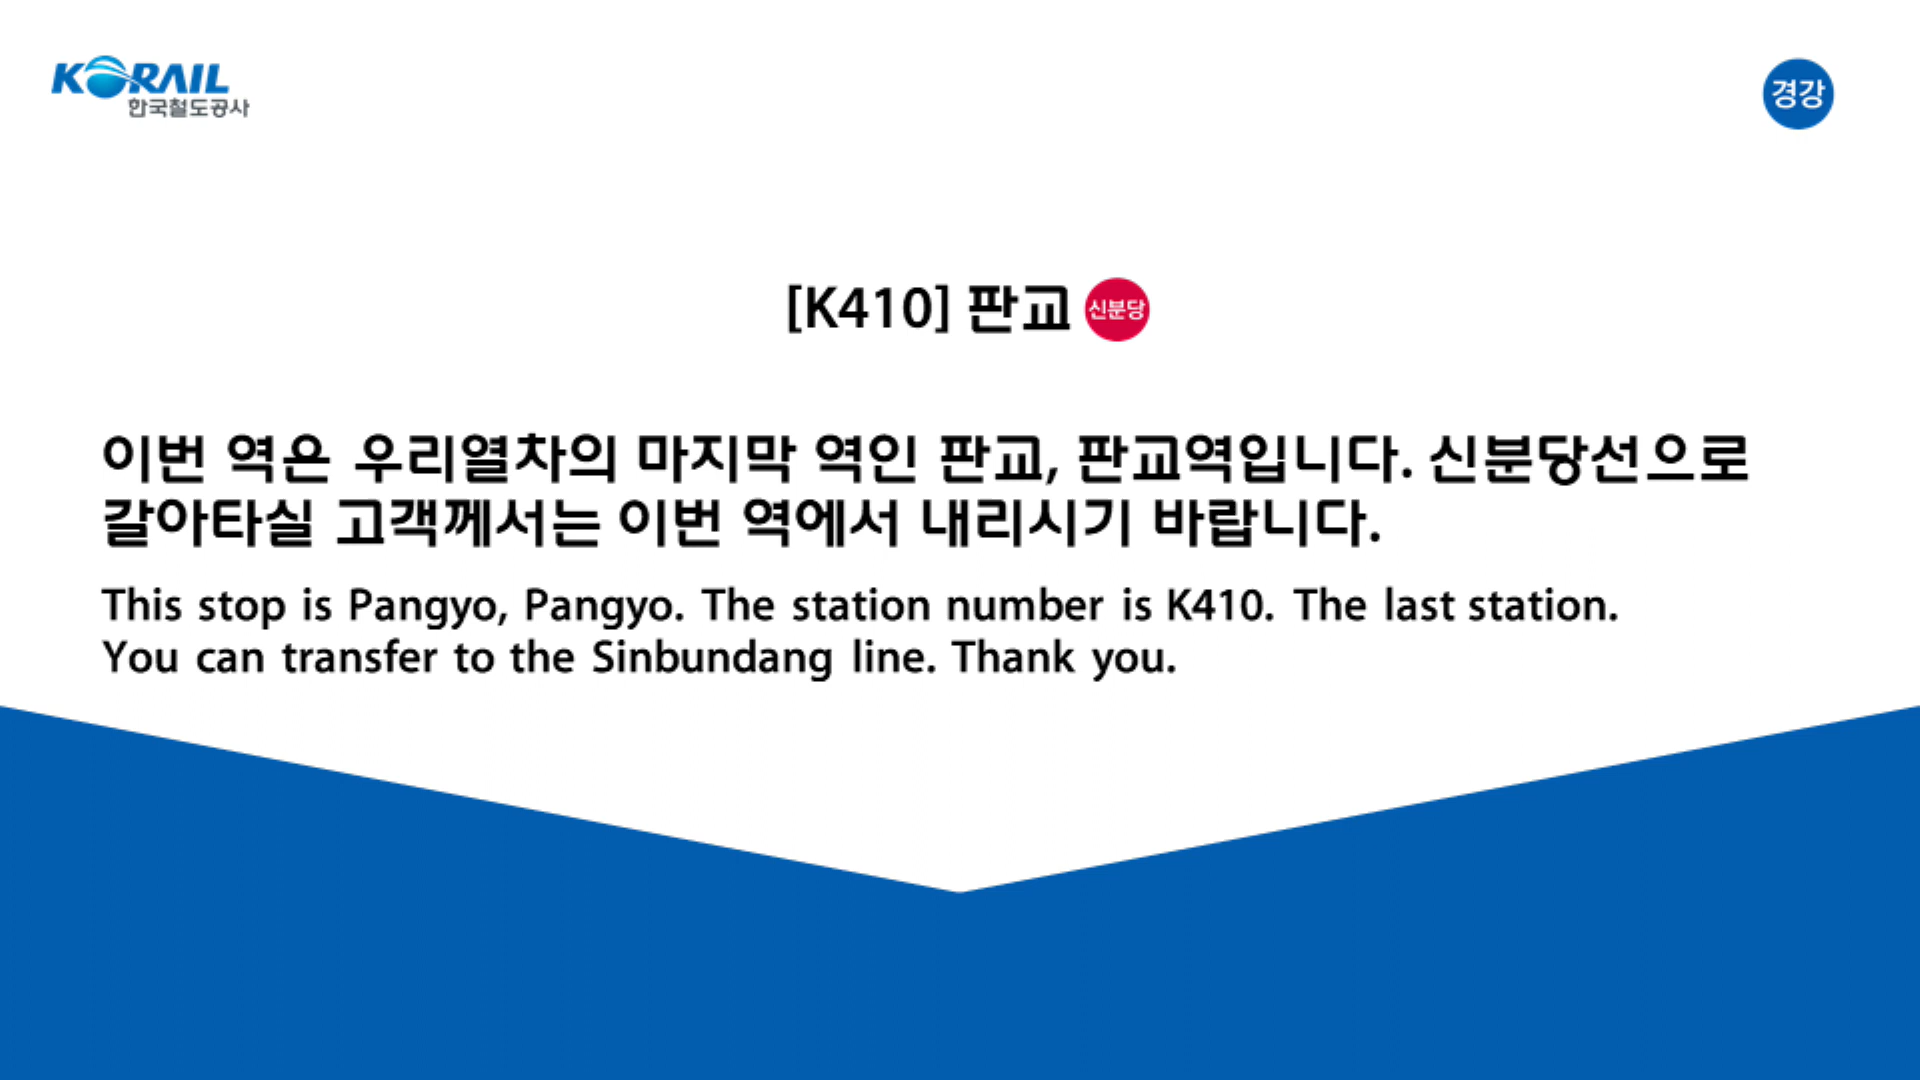 KORAIL
한국철도공사
경강
[K410] 판교 신분당
이번 역은 우리열차의 마지막 역인 판교, 판교역입니다. 신분당선으로
갈아타실 고객께서는 이번 역에서 내리시기 바랍니다.
This stop is Pangyo, Pangyo. The station number is K410. The last station.
You can transfer to the Sinbundang line. Thank you.